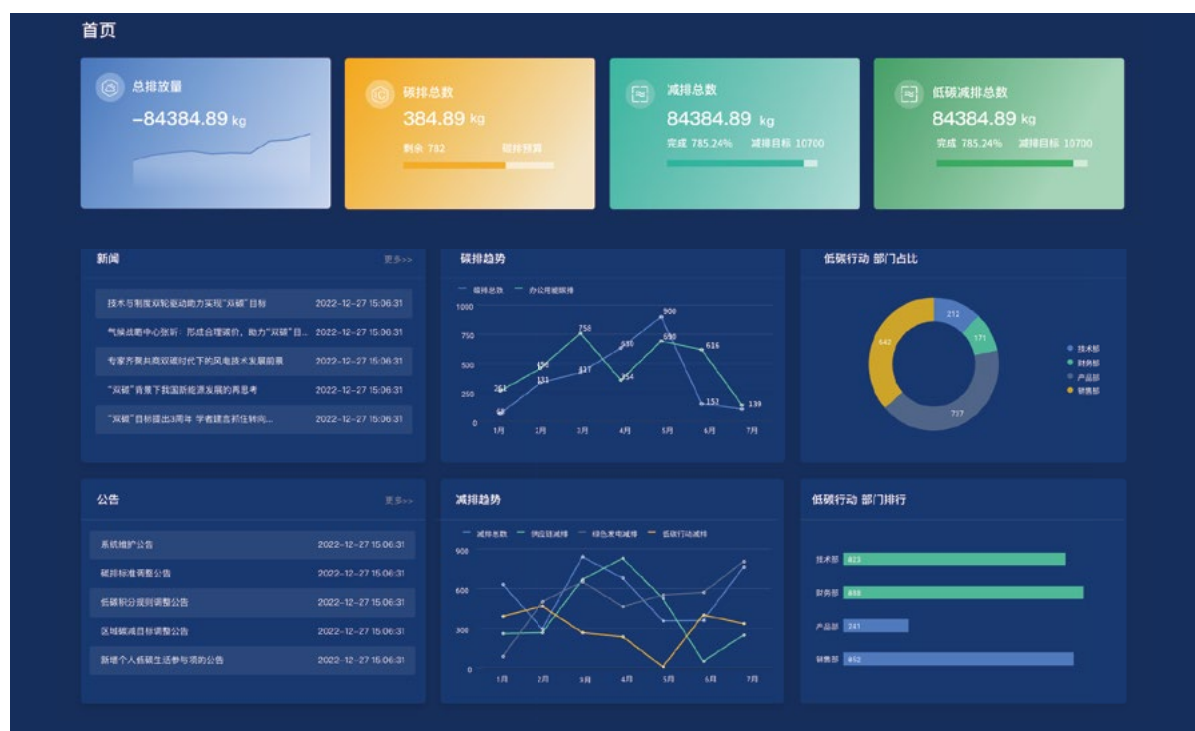 首页
总排放量
-84384.89 kg
碳排总数
384.89 kg
剩余 782 碳排预算
减排总数
84384.89 kg
完成 785.24% 减排目标 10700
低碳减排总数
84384.89 kg
完成 785.24% 减排目标 10700
新闻 更多>>
技术与制度双轮驱动助力实现“双碳”目标 2022-12-27 15:06:31
气候战略中心张昕：形成合理碳价，助力“双碳”目... 2022-12-27 15:06:31
专家齐聚共商双碳时代下的风电技术发展前景 2022-12-27 15:06:31
“双碳”背景下我国新能源发展的再思考 2022-12-27 15:06:31
“双碳”目标提出3周年 学者建言抓住转向... 2022-12-27 15:06:31
碳排趋势
碳排总数 办公用能碳排
1000
750
500
250
0
758
900
690
616
354
131
153
139
1月 2月 3月 4月 5月 6月 7月
低碳行动 部门占比
212
171
737
642
技术部
财务部
产品部
销售部
公告 更多>>
系统维护公告 2022-12-27 15:06:31
碳排标准调整公告 2022-12-27 15:06:31
低碳积分规则调整公告 2022-12-27 15:06:31
区域碳减目标调整公告 2022-12-27 15:06:31
新增个人低碳生活参与项的公告 2022-12-27 15:06:31
减排趋势
减排总数 供应链减排 绿色发电减排 低碳行动减排
900
600
300
0
1月 2月 3月 4月 5月 6月 7月
低碳行动 部门排行
技术部 823
财务部
产品部 241
销售部 852